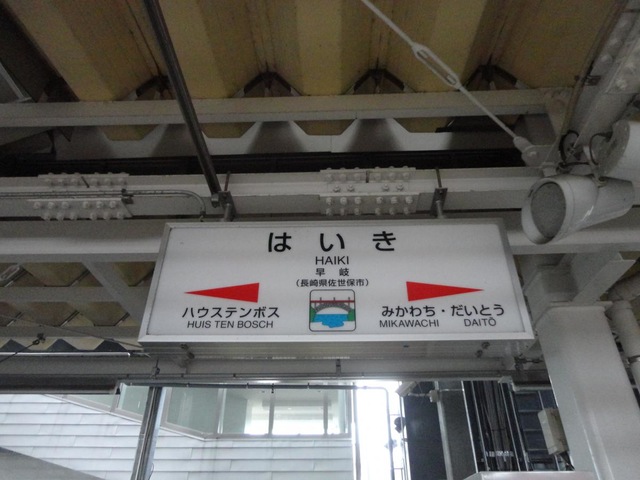 はいき
HAIKI
早岐
(長崎県佐世保市)
ハウステンボス
HUIS TEN BOSCH
みかわち・だいとう
MIKAWACHI DAITŌ